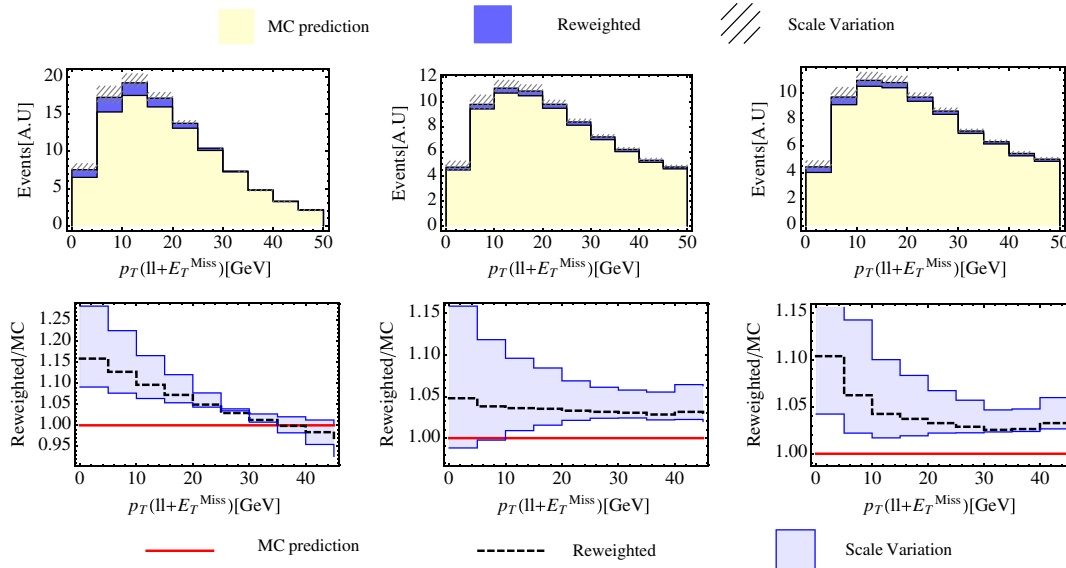 MC prediction Reweighted Scale Variation
20
15
10
5
0
Events[A.U]
0 10 20 30 40 50
p_T(ll+E_T^Miss)[GeV]
12
10
8
6
4
2
0
Events[A.U]
0 10 20 30 40 50
p_T(ll+E_T^Miss)[GeV]
10
8
6
4
2
0
Events[A.U]
0 10 20 30 40 50
p_T(ll+E_T^Miss)[GeV]
1.25
1.20
1.15
1.10
1.05
1.00
0.95
Reweighted/MC
0 10 20 30 40
p_T(ll+E_T^Miss)[GeV]
1.15
1.10
1.05
1.00
Reweighted/MC
0 10 20 30 40
p_T(ll+E_T^Miss)[GeV]
1.15
1.10
1.05
1.00
Reweighted/MC
0 10 20 30 40
p_T(ll+E_T^Miss)[GeV]
MC prediction Reweighted Scale Variation